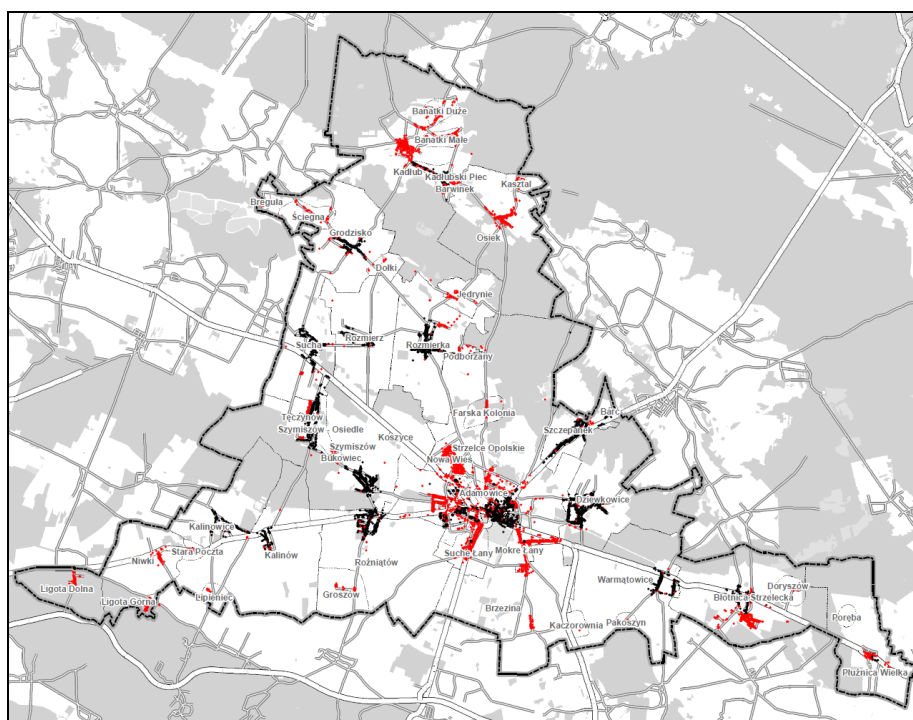 Banatki Duże
Banatki Małe
Kadłub
Kadłubski Piec
Barwinek
Kasztal
Breguła
Ściegna
Osiek
Grodzisko
Dolki
Jędrynie
Rozmierz
Sucha
Rozmierka
Podborzany
Farska Kolonia
Barc
Tęczynów
Szczepanek
Szymiszów - Osiedle
Koszyce
Szymiszów
Strzelce Opolskie
Bukowiec
Nowa Wieś
Adamowice
Dziewkowice
Kalinowice
Stara Poczta
Kalinów
Suche Łany
Mokre Łany
Niwki
Rożniątów
Ligota Dolna
Warmątowice
Doryszów
Ligota Górna
Lipieniec
Groszów
Błotnica Strzelecka
Brzezina
Poręba
Kaczorownia
Pakoszyn
Płużnica Wielka